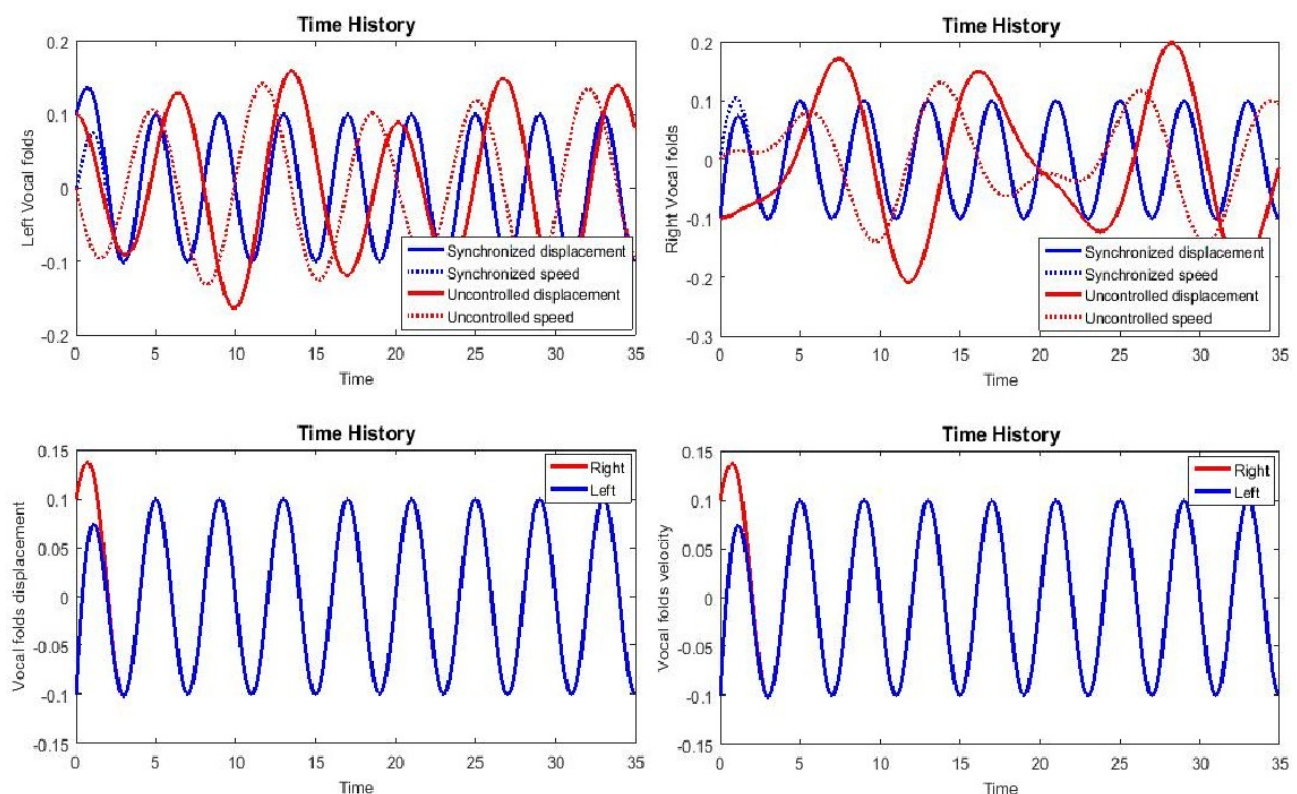 Time History
Left Vocal folds
0.2
0.1
0
-0.1
-0.2
0 5 10 15 20 25 30 35
Time
Synchronized displacement
Synchronized speed
Uncontrolled displacement
Uncontrolled speed
Time History
Right Vocal folds
0.2
0.1
0
-0.1
-0.2
-0.3
0 5 10 15 20 25 30 35
Time
Synchronized displacement
Synchronized speed
Uncontrolled displacement
Uncontrolled speed
Time History
Vocal folds displacement
0.15
0.1
0.05
0
-0.05
-0.1
-0.15
0 5 10 15 20 25 30 35
Time
Right
Left
Time History
Vocal folds velocity
0.15
0.1
0.05
0
-0.05
-0.1
-0.15
0 5 10 15 20 25 30 35
Time
Right
Left